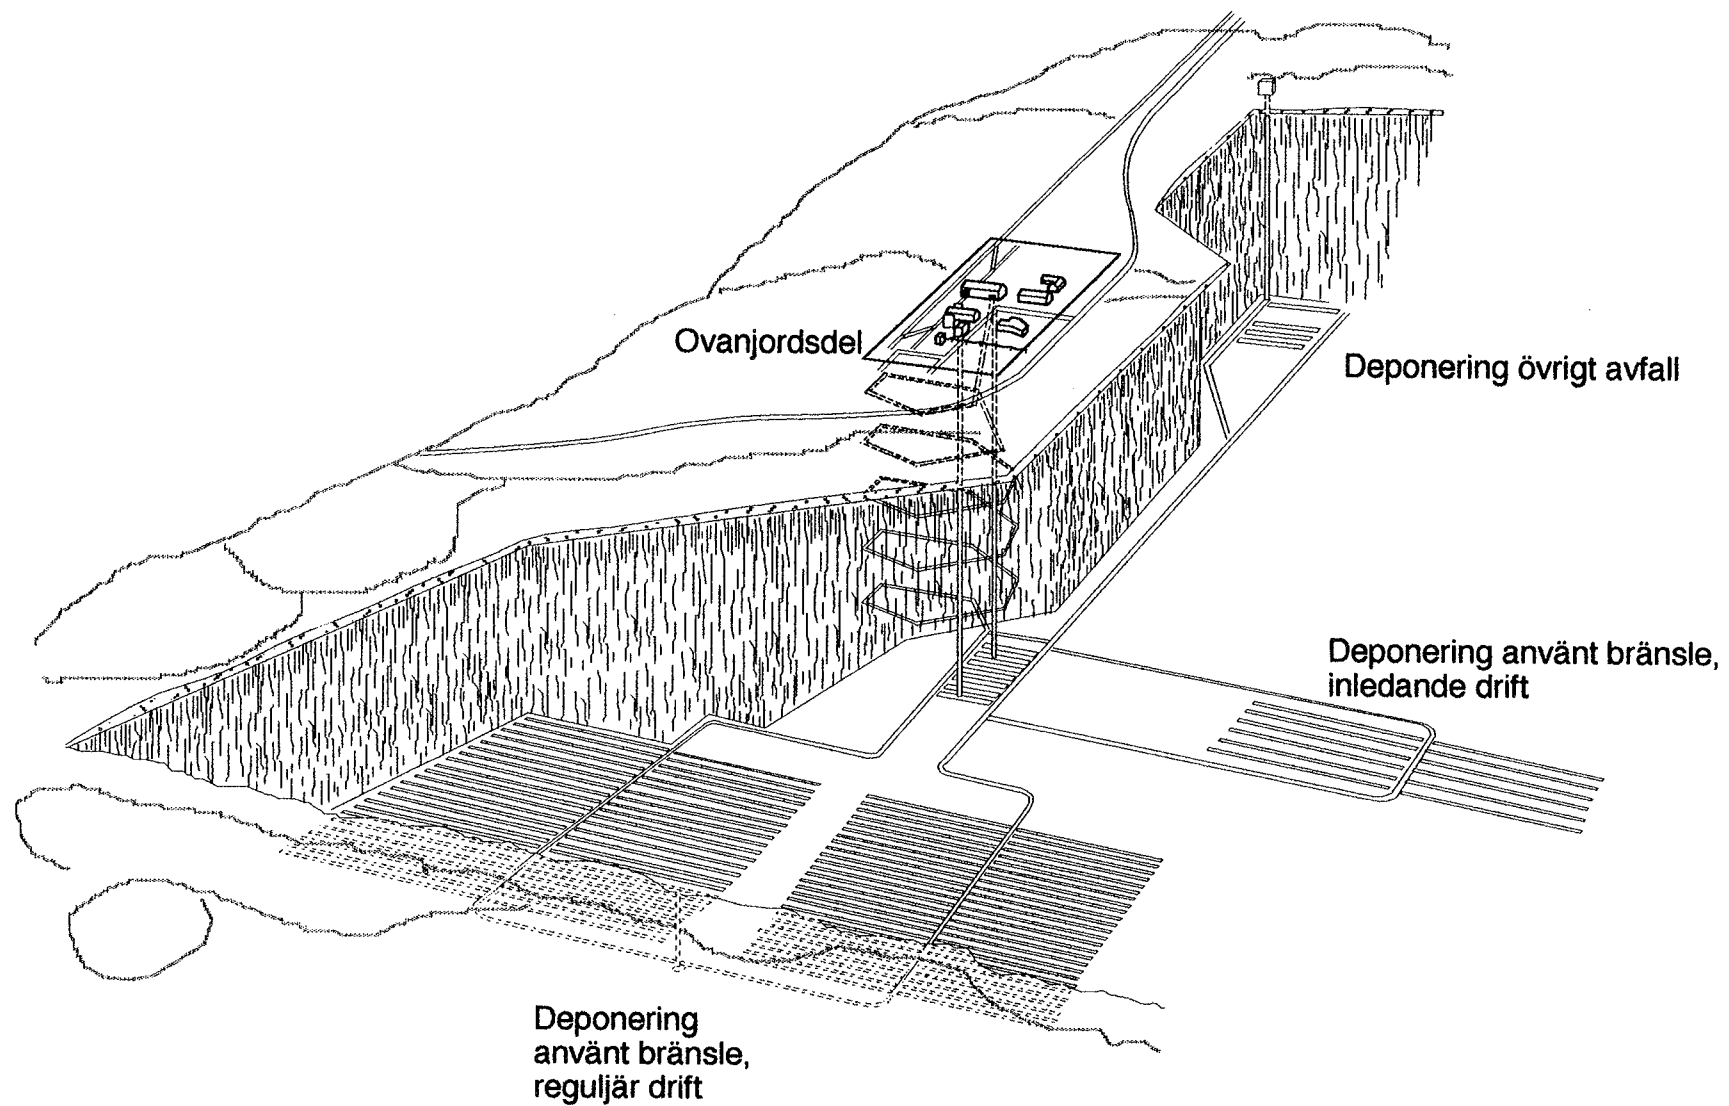 Ovanjordsdel
Deponering övrigt avfall
Deponering använt bränsle,
inledande drift
Deponering
använt bränsle,
reguljär drift